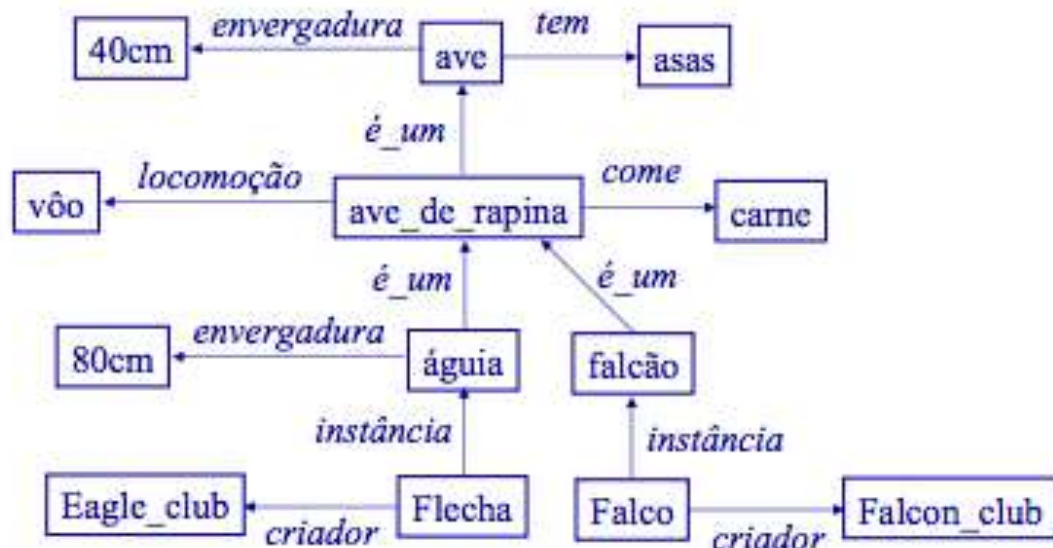 envergadura tem
40cm ave asas
é_um
locomoção come
vôo ave_de_rapina carne
é_um é_um
envergadura
80cm águia falcão
instância instância
Eagle_club Flecha Falco Falcon_club
criador criador